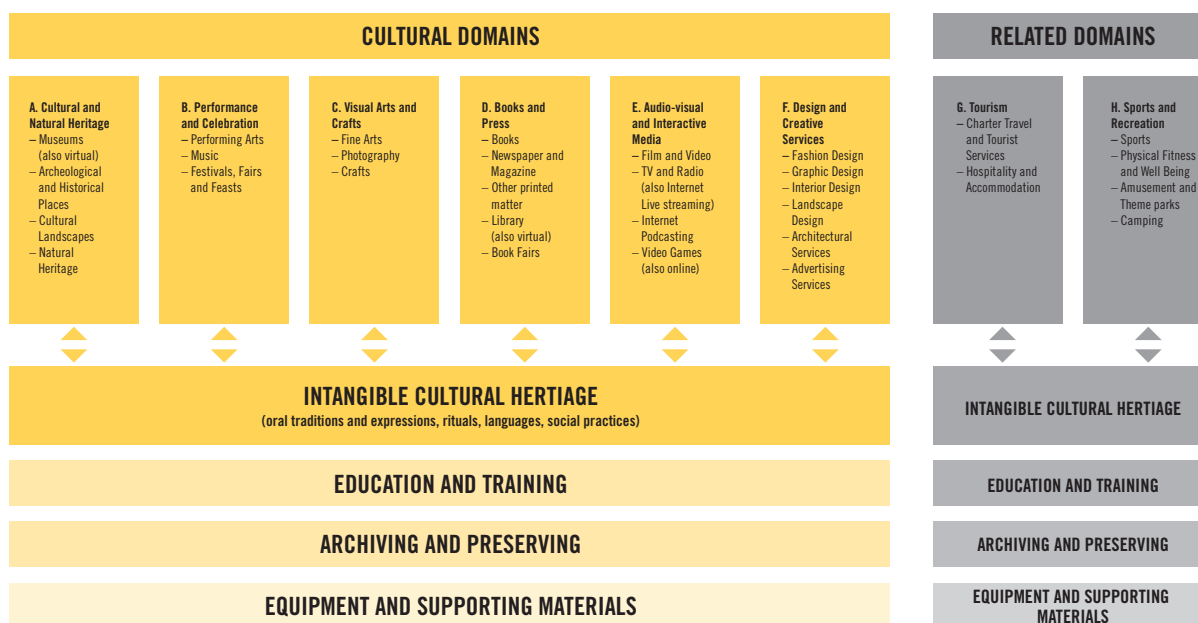 CULTURAL DOMAINS
A. Cultural and
Natural Heritage
– Museums
(also virtual)
– Archeological
and Historical
Places
– Cultural
Landscapes
– Natural
Heritage
B. Performance
and Celebration
– Performing Arts
– Music
– Festivals, Fairs
and Feasts
C. Visual Arts and
Crafts
– Fine Arts
– Photography
– Crafts
D. Books and
Press
– Books
– Newspaper and
Magazine
– Other printed
matter
– Library
(also virtual)
– Book Fairs
E. Audio-visual
and Interactive
Media
– Film and Video
– TV and Radio
(also Internet
Live streaming)
– Internet
Podcasting
– Video Games
(also online)
F. Design and
Creative
Services
– Fashion Design
– Graphic Design
– Interior Design
– Landscape
Design
– Architectural
Services
– Advertising
Services
INTANGIBLE CULTURAL HERTIAGE
(oral traditions and expressions, rituals, languages, social practices)
EDUCATION AND TRAINING
ARCHIVING AND PRESERVING
EQUIPMENT AND SUPPORTING MATERIALS
RELATED DOMAINS
G. Tourism
– Charter Travel
and Tourist
Services
– Hospitality and
Accommodation
H. Sports and
Recreation
– Sports
– Physical Fitness
and Well Being
– Amusement and
Theme parks
– Camping
INTANGIBLE CULTURAL HERTIAGE
EDUCATION AND TRAINING
ARCHIVING AND PRESERVING
EQUIPMENT AND SUPPORTING
MATERIALS